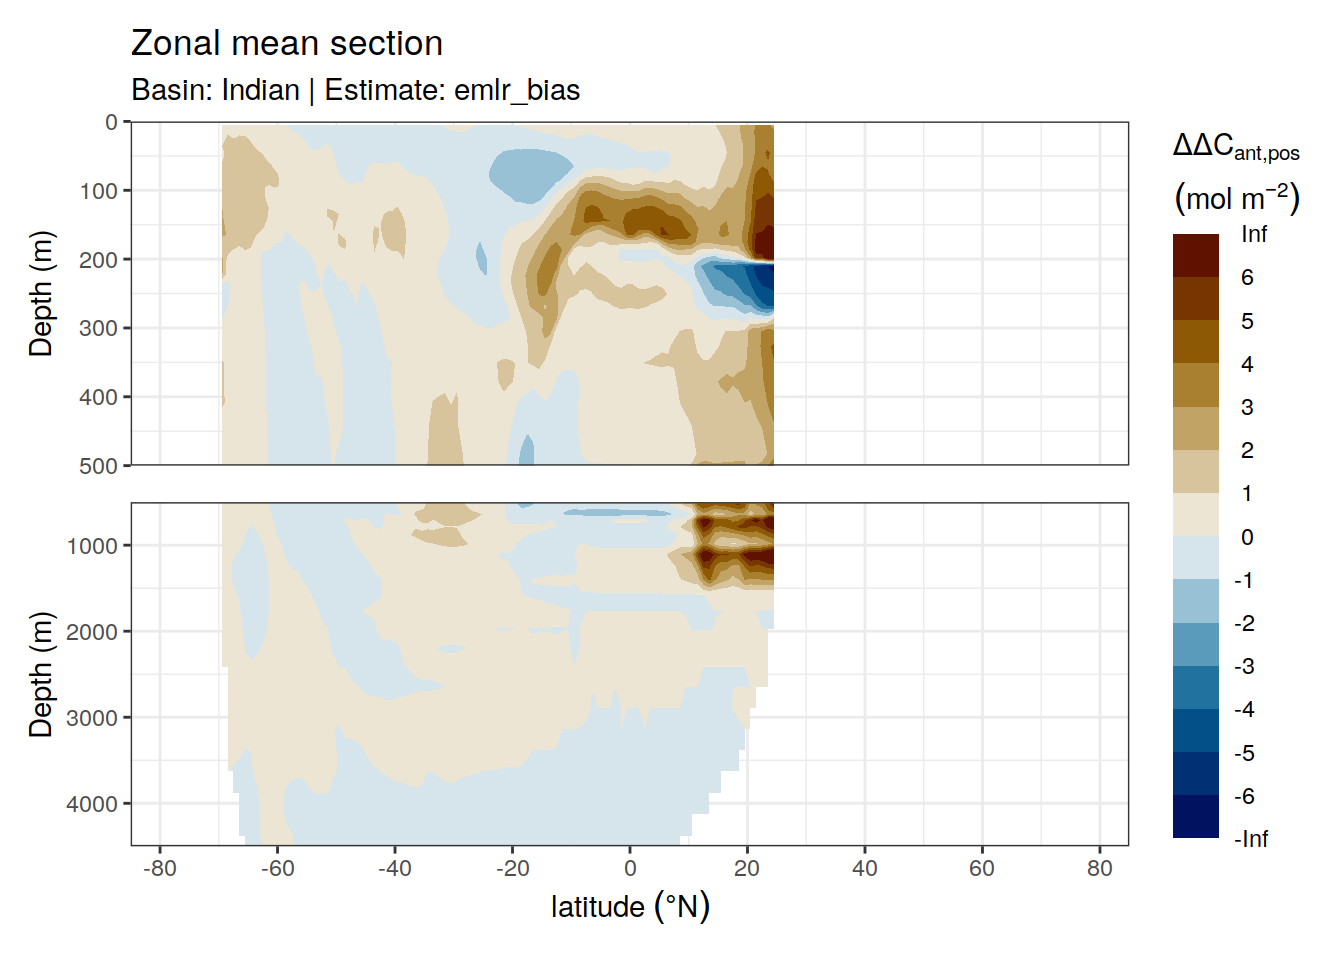 Zonal mean section
Basin: Indian | Estimate: emlr_bias
0
100
200
300
400
500
Depth (m)
1000
2000
3000
4000
Depth (m)
-80 -60 -40 -20 0 20 40 60 80
latitude (°N)
ΔΔCant,pos
(mol m−2)
Inf
6
5
4
3
2
1
0
-1
-2
-3
-4
-5
-6
-Inf